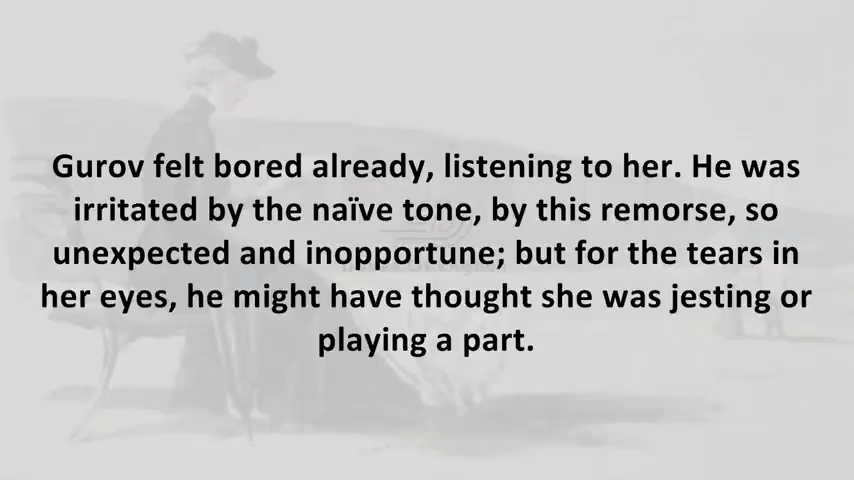 Gurov felt bored already, listening to her. He was
irritated by the naïve tone, by this remorse, so
unexpected and inopportune; but for the tears in
her eyes, he might have thought she was jesting or
playing a part.